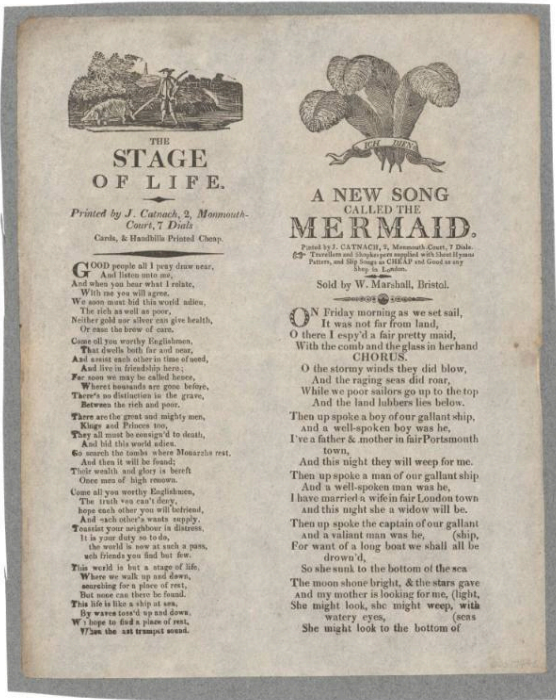 THE
STAGE
OF LIFE.
Printed by J. Catnach, 2, Monmouth-
Court, 7 Dials
Cards, & Handbills Printed Cheap.
GOOD people all I pray draw near,
And listen unto me,
And when you hear what I relate,
With me you will agree,
We soon must bid this world adieu,
The rich as well as poor,
Neither gold nor silver can give health,
Or ease the brow of care.
Come all you worthy Englishmen,
That dwells both far and near,
And assist each other in time of need,
And live in friendship here;
For soon we may be called hence,
Where thousands are gone before,
There's no distinction in the grave,
Between the rich and poor.
There are the great and mighty men,
Kings and Princes too,
They all must be consign'd to death,
And bid this world adieu.
Go search the tombs where Monarchs rest,
And then it will be found;
Their wealth and glory is bereft
Once men of high renown.
Come all you worthy Englishmen,
The truth you can't deny,
hope each other you will befriend,
And each other's wants supply,
To assist your neighbour in distress,
It is your duty so to do,
the world is now at such a pass,
uch friends you find but few.
This world is but a stage of life,
Where we walk up and down,
searching for a place of rest,
But none can there be found.
This life is like a ship at sea,
By waves toss'd up and down,
W : hope to find a place of rest,
When the ast trumpet sound.
ICH DIEN
A NEW SONG
CALLED THE
MERMAID.
Printed by J. CATNACH, 2, Monmouth-Court, 7 Dials.
Travellers and Shopkeepers supplied with Sheet Hymns
Patters, and Slip Songs as CHEAP and Good as any
Shop in London.
Sold by W. Marshall, Bristol.
ON Friday morning as we set sail,
It was not far from land,
O there I espy'd a fair pretty maid,
With the comb and the glass in her hand
CHORUS.
O the stormy winds they did blow,
And the raging seas did roar,
While we poor sailors go up to the top
And the land lubbers lies below.
Then up spoke a boy of our gallant ship,
and a well-spoken boy was he,
I've a father & mother in fair Portsmouth
town,
And this night they will weep for me.
Then up spoke a man of our gallant ship
And a well-spoken man was he,
I have married a wife in fair London town
and this night she a widow will be.
Then up spoke the captain of our gallant
and a valiant man was he, (ship,
For want of a long boat we shall all be
drown'd,
So she sunk to the bottom of the sea
The moon shone bright, & the stars gave
and my mother is looking for me, (light,
She might look, she might weep, with
watery eyes, (seas
She might look to the bottom of